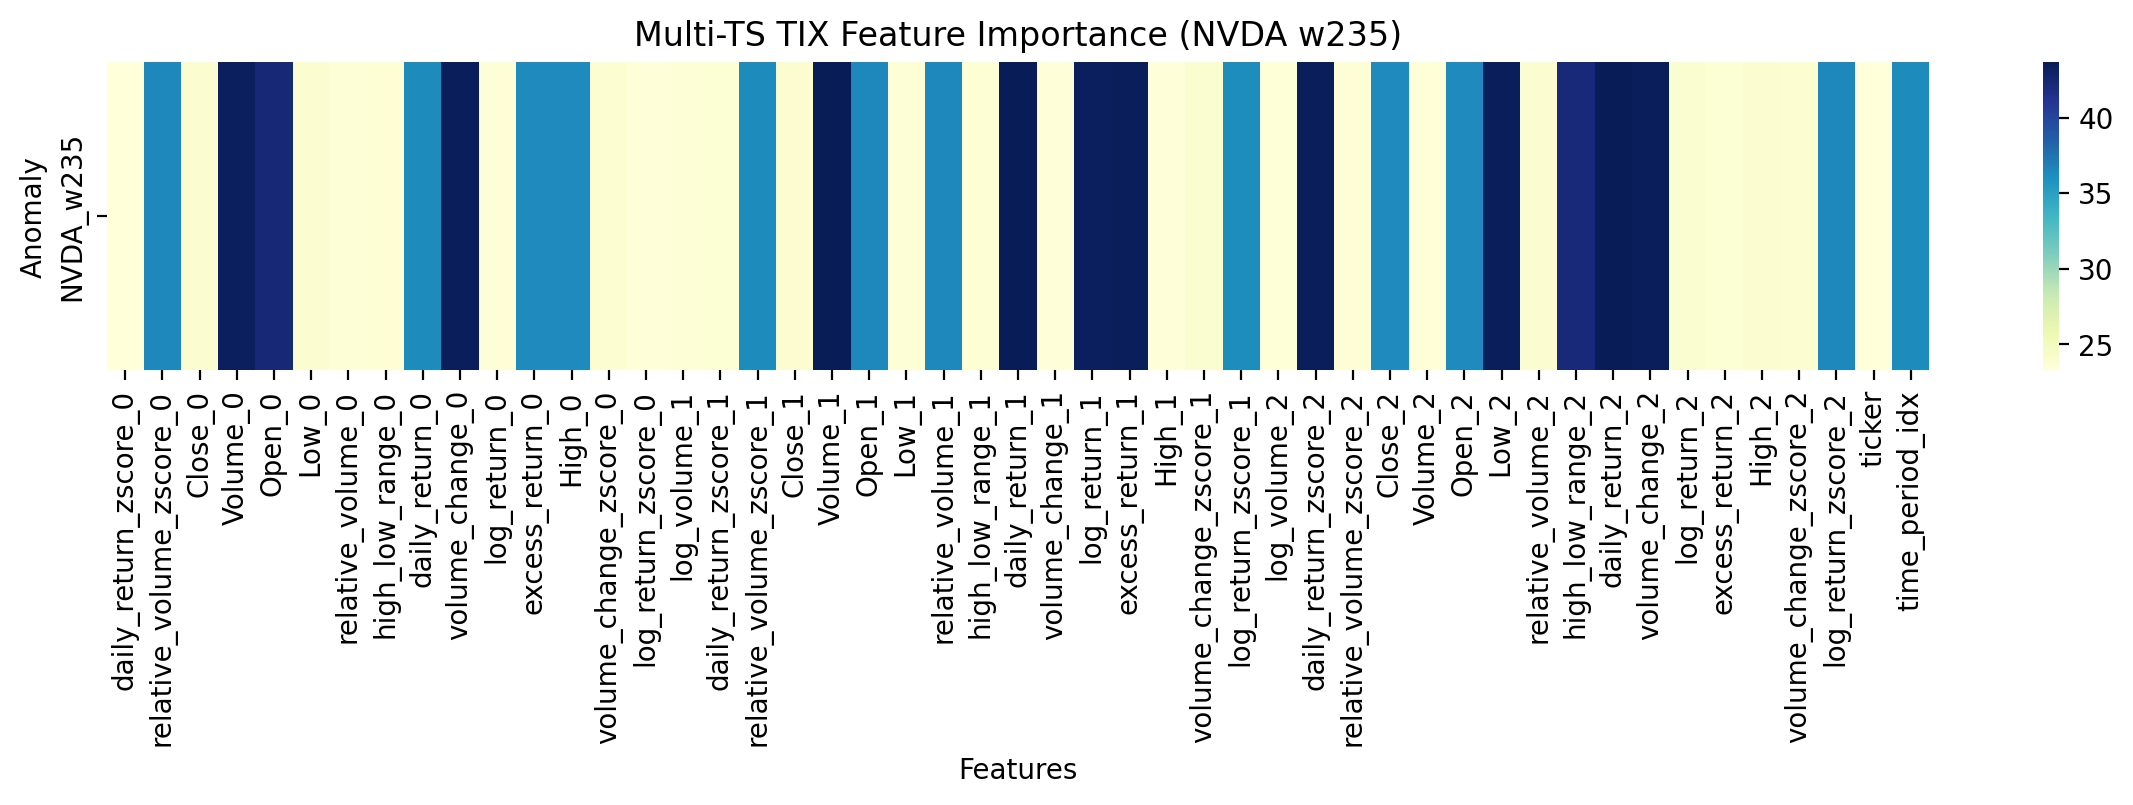 Multi-TS TIX Feature Importance (NVDA w235)
Anomaly
NVDA_w235
40
35
30
25
daily_return_zscore_0
relative_volume_zscore_0
Close_0
Volume_0
Open_0
Low_0
relative_volume_0
high_low_range_0
daily_return_0
volume_change_0
log_return_0
excess_return_0
High_0
volume_change_zscore_0
log_return_zscore_0
log_volume_1
daily_return_zscore_1
relative_volume_zscore_1
Close_1
Volume_1
Open_1
Low_1
relative_volume_1
high_low_range_1
daily_return_1
volume_change_1
log_return_1
excess_return_1
High_1
volume_change_zscore_1
log_return_zscore_1
log_volume_2
daily_return_zscore_2
relative_volume_zscore_2
Close_2
Volume_2
Open_2
Low_2
relative_volume_2
high_low_range_2
daily_return_2
volume_change_2
log_return_2
excess_return_2
High_2
volume_change_zscore_2
log_return_zscore_2
ticker
time_period_idx
Features